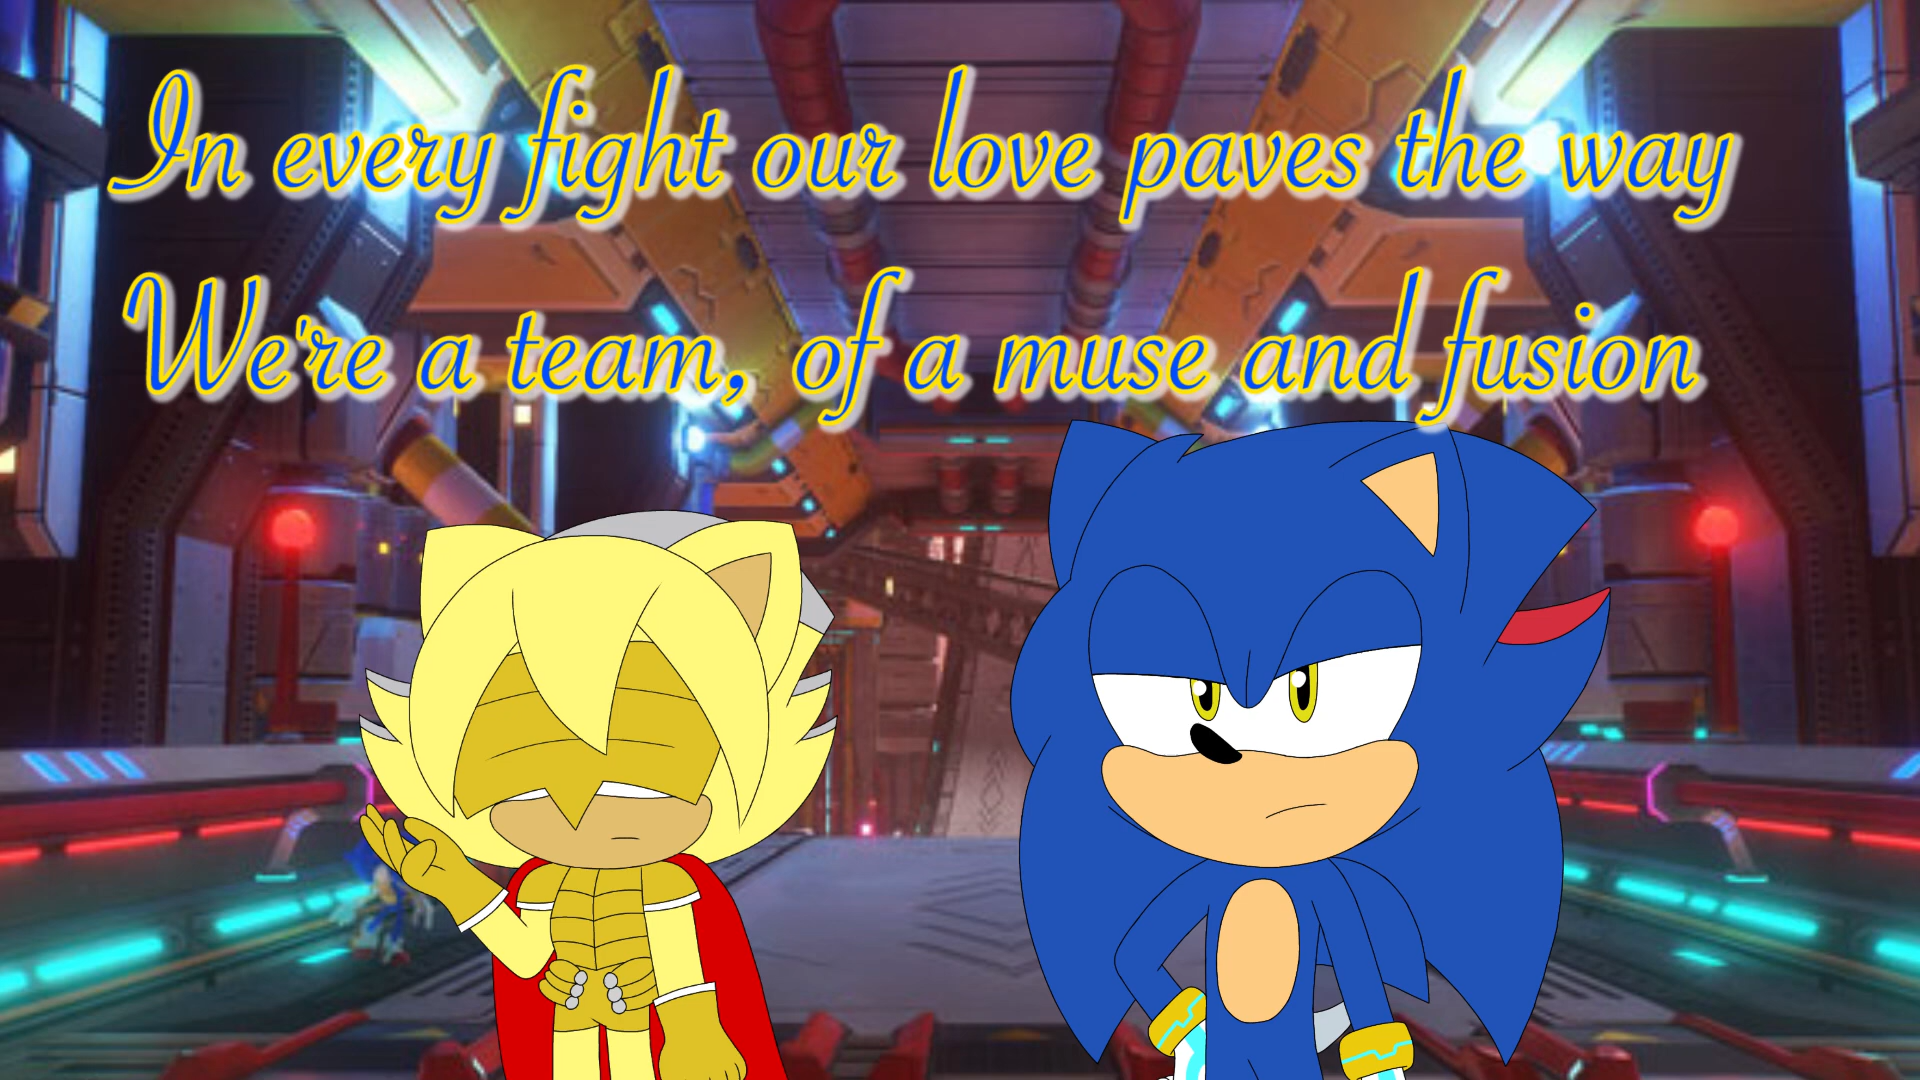 In every fight our love paves the way
We're a team, of a muse and fusion